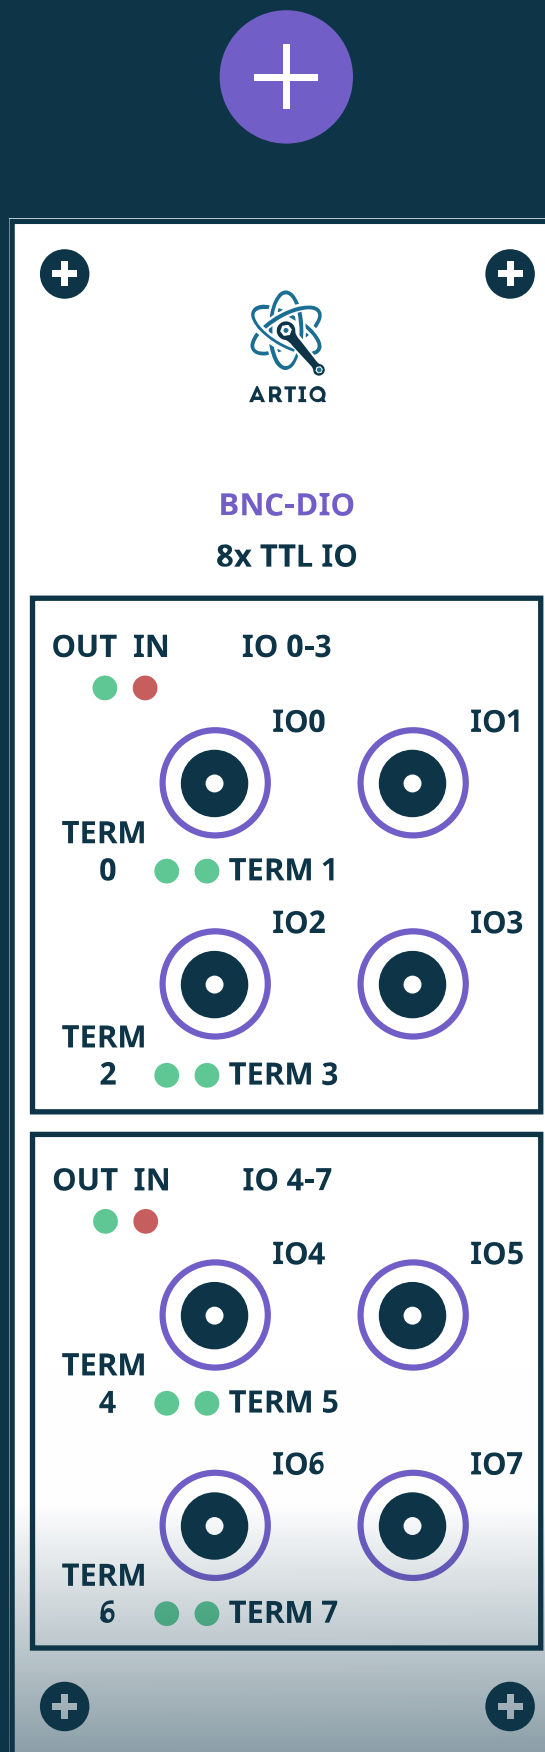 ARTIQ
BNC-DIO
8x TTL IO
OUT IN IO 0-3
IO0 IO1
TERM
0 TERM 1
IO2 IO3
TERM
2 TERM 3
OUT IN IO 4-7
IO4 IO5
TERM
4 TERM 5
IO6 IO7
TERM
6 TERM 7